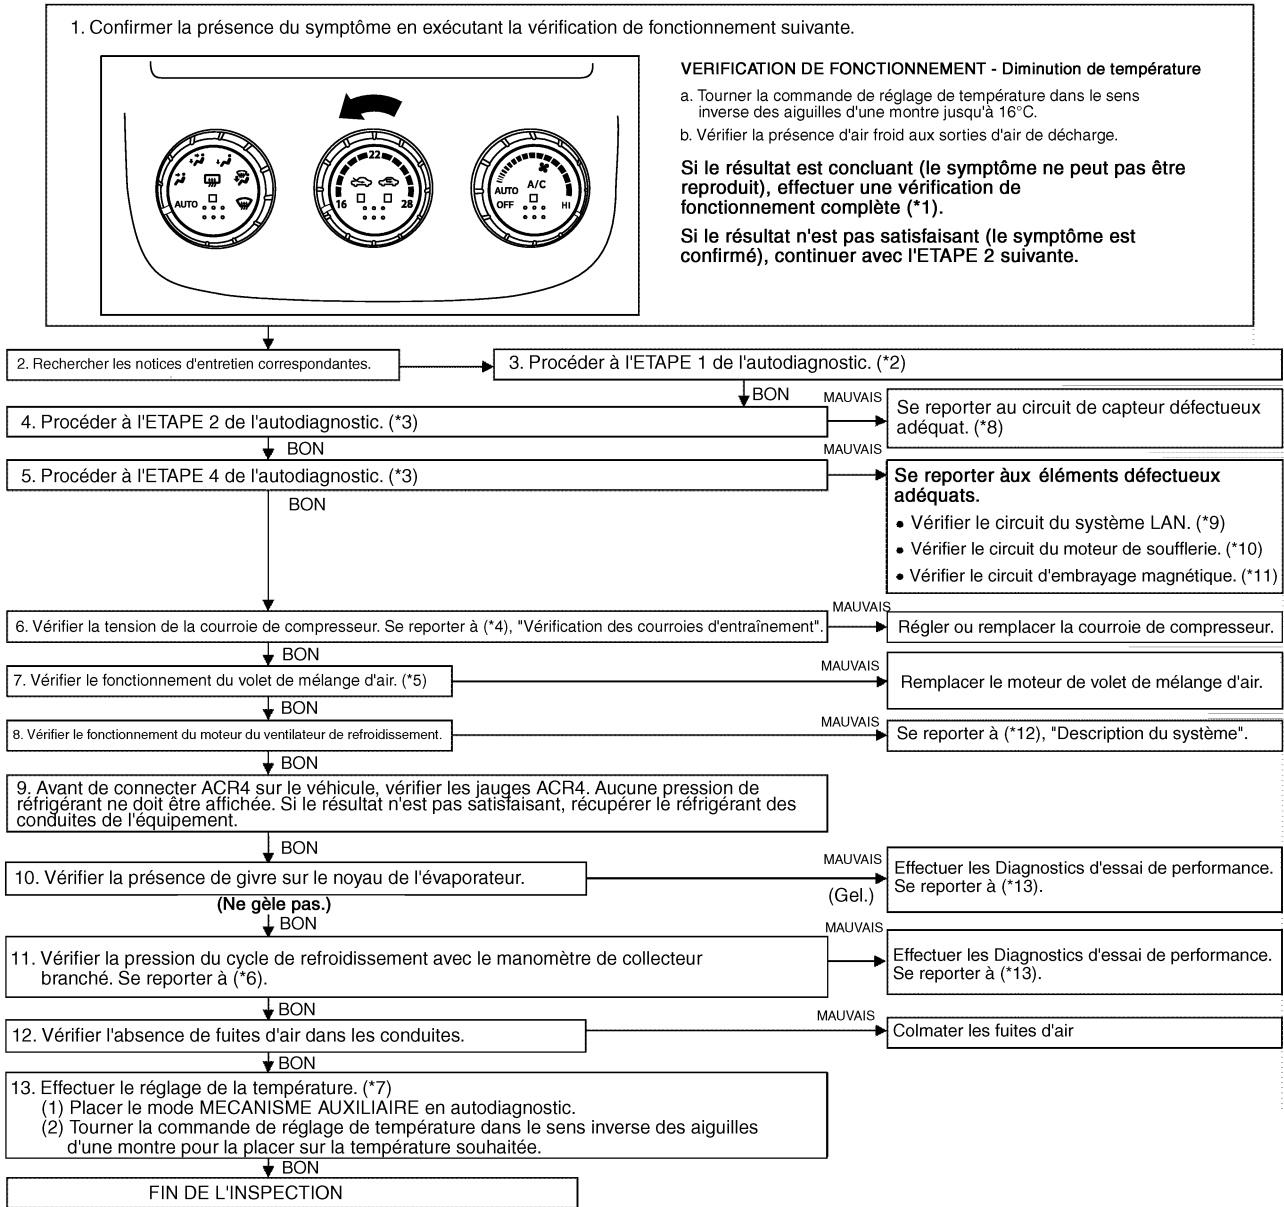 1. Confirmer la présence du symptôme en exécutant la vérification de fonctionnement suivante.
AUTO
22
16
28
A/C
AUTO
OFF
HI
VERIFICATION DE FONCTIONNEMENT - Diminution de température
a. Tourner la commande de réglage de température dans le sens
inverse des aiguilles d'une montre jusqu'à 16°C.
b. Vérifier la présence d'air froid aux sorties d'air de décharge.
Si le résultat est concluant (le symptôme ne peut pas être
reproduit), effectuer une vérification de
fonctionnement complète (*1).
Si le résultat n'est pas satisfaisant (le symptôme est
confirmé), continuer avec l'ETAPE 2 suivante.
2. Rechercher les notices d'entretien correspondantes.
3. Procéder à l'ETAPE 1 de l'autodiagnostic. (*2)
BON
4. Procéder à l'ETAPE 2 de l'autodiagnostic. (*3)
MAUVAIS
Se reporter au circuit de capteur défectueux
adéquat. (*8)
BON
5. Procéder à l'ETAPE 4 de l'autodiagnostic. (*3)
MAUVAIS
Se reporter àux éléments défectueux
adéquats.
• Vérifier le circuit du système LAN. (*9)
• Vérifier le circuit du moteur de soufflerie. (*10)
• Vérifier le circuit d'embrayage magnétique. (*11)
BON
6. Vérifier la tension de la courroie de compresseur. Se reporter à (*4), "Vérification des courroies d'entraînement".
MAUVAIS
Régler ou remplacer la courroie de compresseur.
BON
7. Vérifier le fonctionnement du volet de mélange d'air. (*5)
MAUVAIS
Remplacer le moteur de volet de mélange d'air.
BON
8. Vérifier le fonctionnement du moteur du ventilateur de refroidissement.
MAUVAIS
Se reporter à (*12), "Description du système".
BON
9. Avant de connecter ACR4 sur le véhicule, vérifier les jauges ACR4. Aucune pression de
réfrigérant ne doit être affichée. Si le résultat n'est pas satisfaisant, récupérer le réfrigérant des
conduites de l'équipement.
BON
10. Vérifier la présence de givre sur le noyau de l'évaporateur.
MAUVAIS
(Gel.)
Effectuer les Diagnostics d'essai de performance.
Se reporter à (*13).
(Ne gèle pas.)
BON
11. Vérifier la pression du cycle de refroidissement avec le manomètre de collecteur
branché. Se reporter à (*6).
MAUVAIS
Effectuer les Diagnostics d'essai de performance.
Se reporter à (*13).
BON
12. Vérifier l'absence de fuites d'air dans les conduites.
MAUVAIS
Colmater les fuites d'air
BON
13. Effectuer le réglage de la température. (*7)
(1) Placer le mode MECANISME AUXILIAIRE en autodiagnostic.
(2) Tourner la commande de réglage de température dans le sens inverse des aiguilles
d'une montre pour la placer sur la température souhaitée.
BON
FIN DE L'INSPECTION